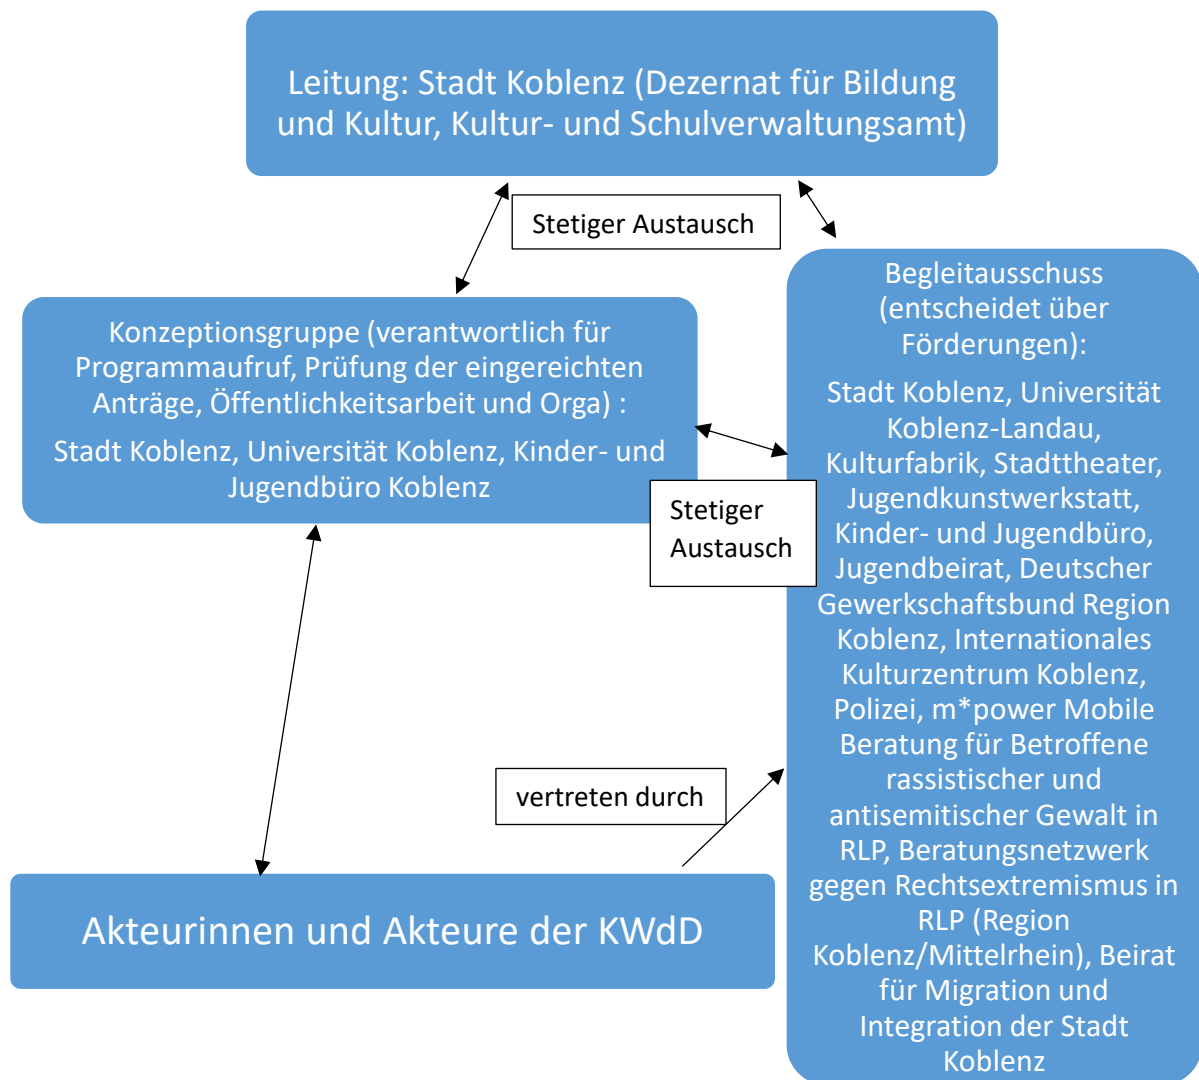 Leitung: Stadt Koblenz (Dezernat für Bildung
und Kultur, Kultur- und Schulverwaltungsamt)
Stetiger Austausch
Konzeptionsgruppe (verantwortlich für
Programmaufruf, Prüfung der eingereichten
Anträge, Öffentlichkeitsarbeit und Orga) :
Stadt Koblenz, Universität Koblenz, Kinder- und
Jugendbüro Koblenz
Stetiger
Austausch
Begleitausschuss
(entscheidet über
Förderungen):
Stadt Koblenz, Universität
Koblenz-Landau,
Kulturfabrik, Stadttheater,
Jugendkunstwerkstatt,
Kinder- und Jugendbüro,
Jugendbeirat, Deutscher
Gewerkschaftsbund Region
Koblenz, Internationales
Kulturzentrum Koblenz,
Polizei, m*power Mobile
Beratung für Betroffene
rassistischer und
antisemitischer Gewalt in
RLP, Beratungsnetzwerk
gegen Rechtsextremismus in
RLP (Region
Koblenz/Mittelrhein), Beirat
für Migration und
Integration der Stadt
Koblenz
vertreten durch
Akteurinnen und Akteure der KWdD